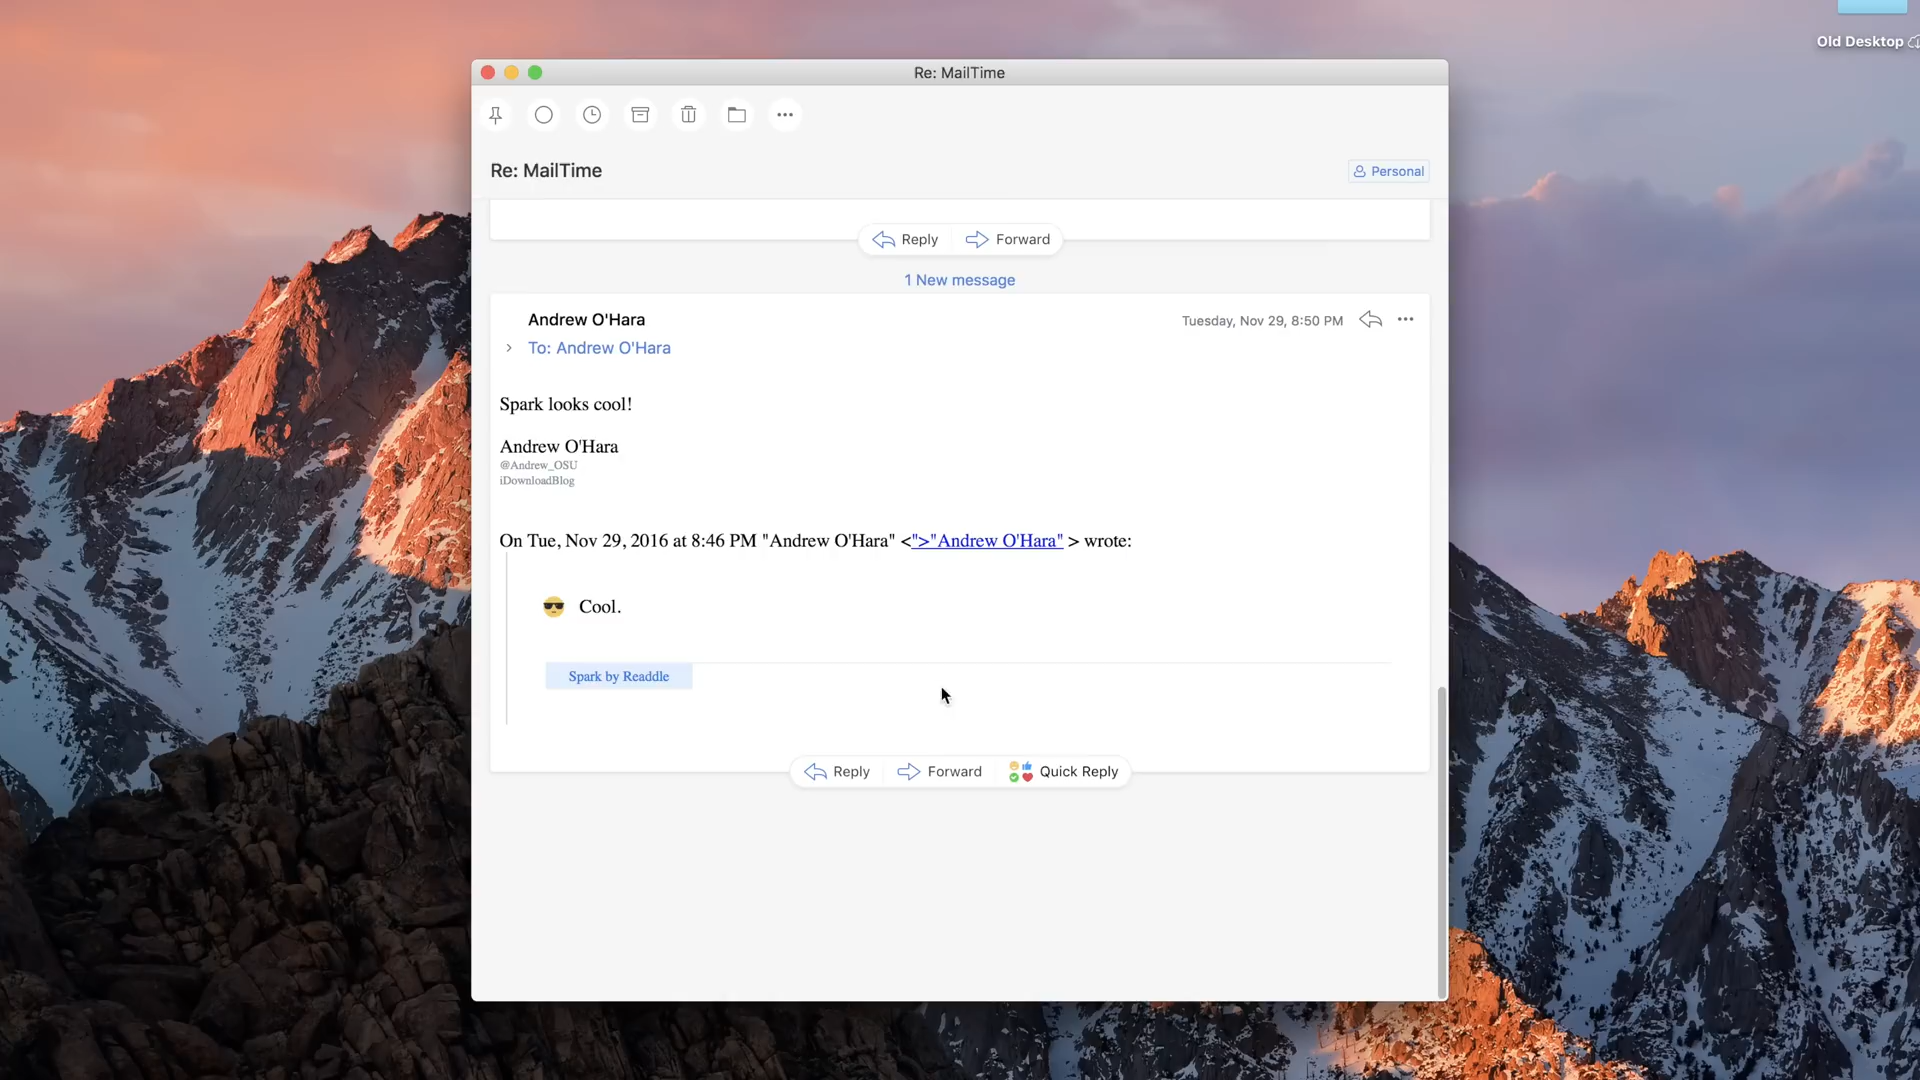 Old Desktop
Re: MailTime
Re: MailTime
Personal
Reply Forward
1 New message
Andrew O'Hara
Tuesday, Nov 29, 8:50 PM
To: Andrew O'Hara
Spark looks cool!
Andrew O'Hara
@Andrew_OSU
iDownloadBlog
On Tue, Nov 29, 2016 at 8:46 PM "Andrew O'Hara" <">"Andrew O'Hara" > wrote:
😎 Cool.
Spark by Readdle
Reply Forward Quick Reply